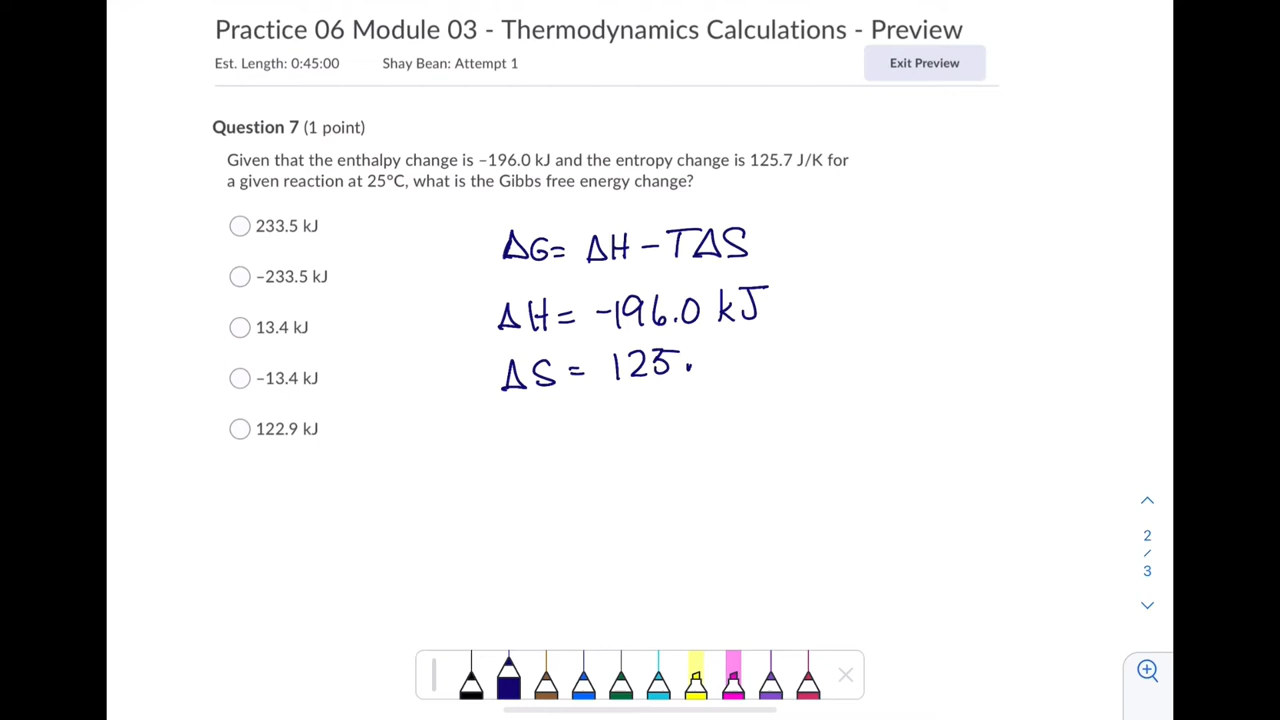 Practice 06 Module 03 - Thermodynamics Calculations - Preview
Est. Length: 0:45:00 Shay Bean: Attempt 1 Exit Preview
Question 7 (1 point)
Given that the enthalpy change is −196.0 kJ and the entropy change is 125.7 J/K for
a given reaction at 25°C, what is the Gibbs free energy change?
233.5 kJ
−233.5 kJ
13.4 kJ
−13.4 kJ
122.9 kJ
ΔG= ΔH − TΔS
ΔH = -196.0 kJ
ΔS = 125.
2
/
3